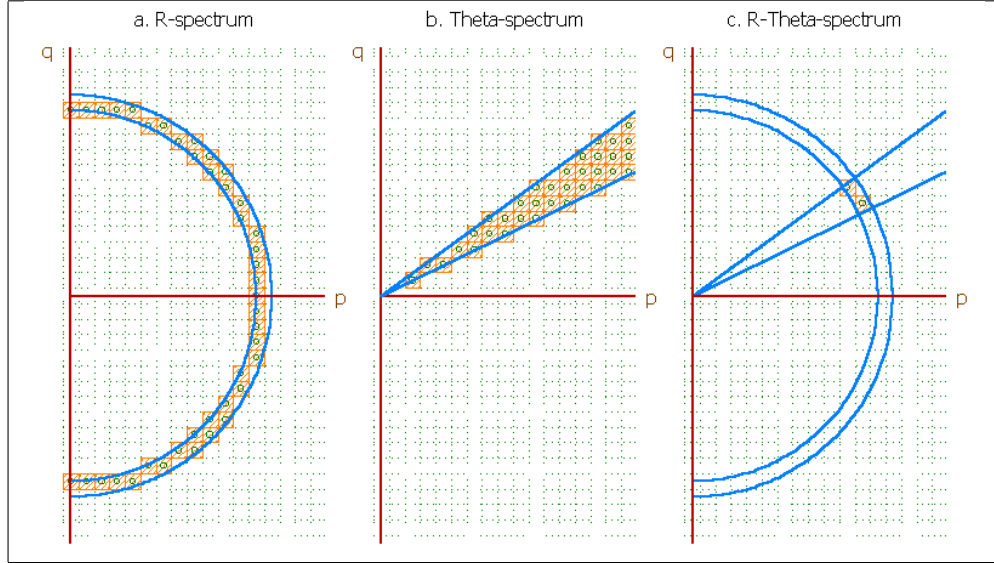 a. R-spectrum
b. Theta-spectrum
c. R-Theta-spectrum
q
q
q
p
p
p